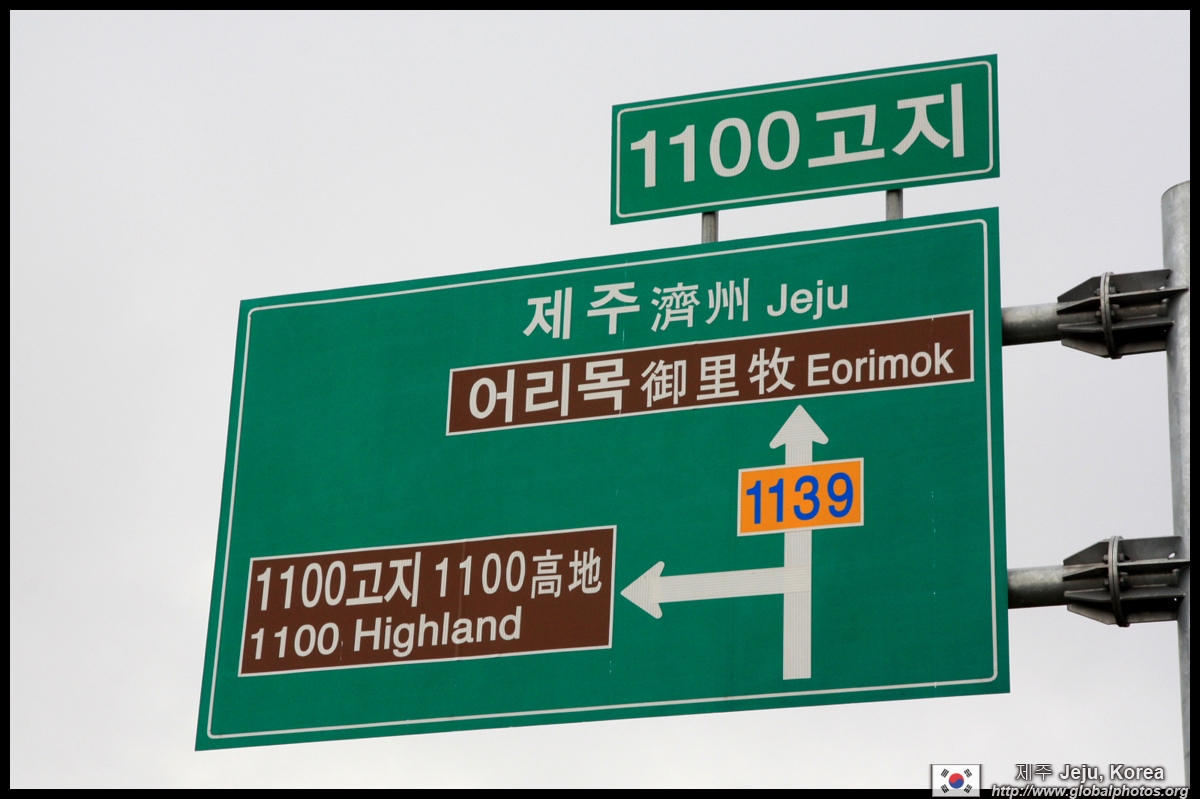 1100고지
제주 濟州 Jeju
어리목 御里牧 Eorimok
1139
1100고지 1100高地
1100 Highland
제주 Jeju, Korea
http://www.globalphotos.org